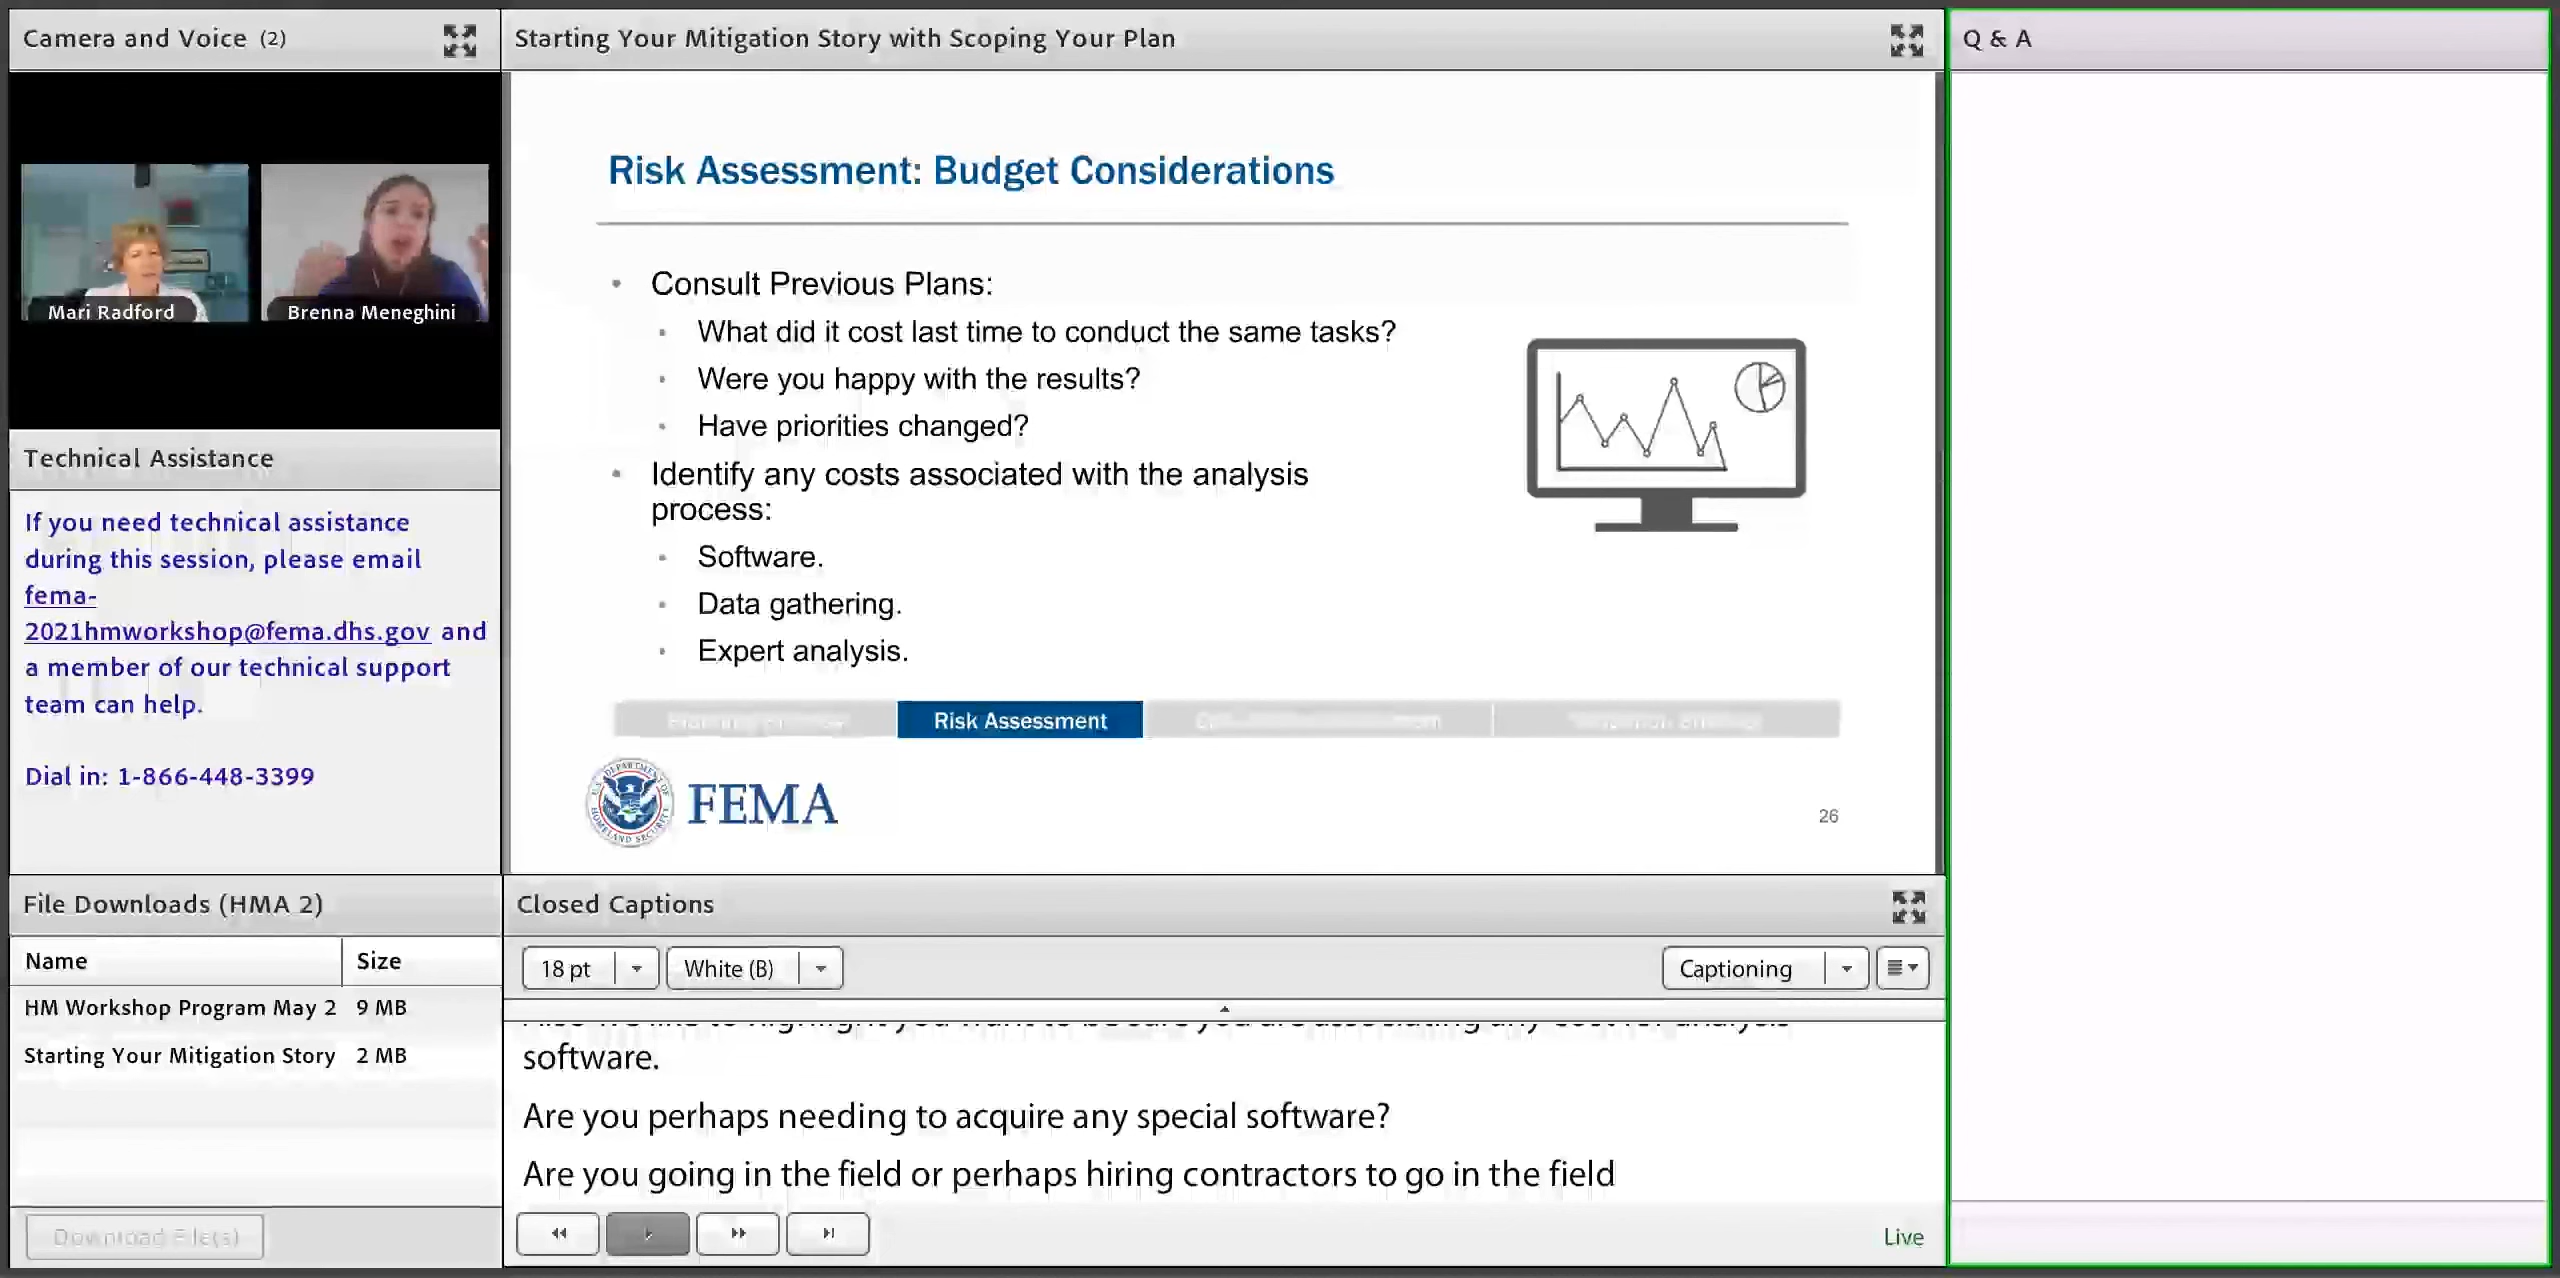 Camera and Voice (2)
Mari Radford
Brenna Meneghini
Technical Assistance
If you need technical assistance
during this session, please email
fema-
2021hmworkshop@fema.dhs.gov and
a member of our technical support
team can help.
Dial in: 1-866-448-3399
File Downloads (HMA 2)
Name Size
HM Workshop Program May 2 9 MB
Starting Your Mitigation Story 2 MB
Download File(s)
Starting Your Mitigation Story with Scoping Your Plan
Risk Assessment: Budget Considerations
• Consult Previous Plans:
• What did it cost last time to conduct the same tasks?
• Were you happy with the results?
• Have priorities changed?
• Identify any costs associated with the analysis
process:
• Software.
• Data gathering.
• Expert analysis.
Risk Assessment
U.S. DEPARTMENT OF
HOMELAND SECURITY
FEMA
26
Closed Captions
18 pt
White (B)
Captioning
software.
Are you perhaps needing to acquire any special software?
Are you going in the field or perhaps hiring contractors to go in the field
Live
Q & A